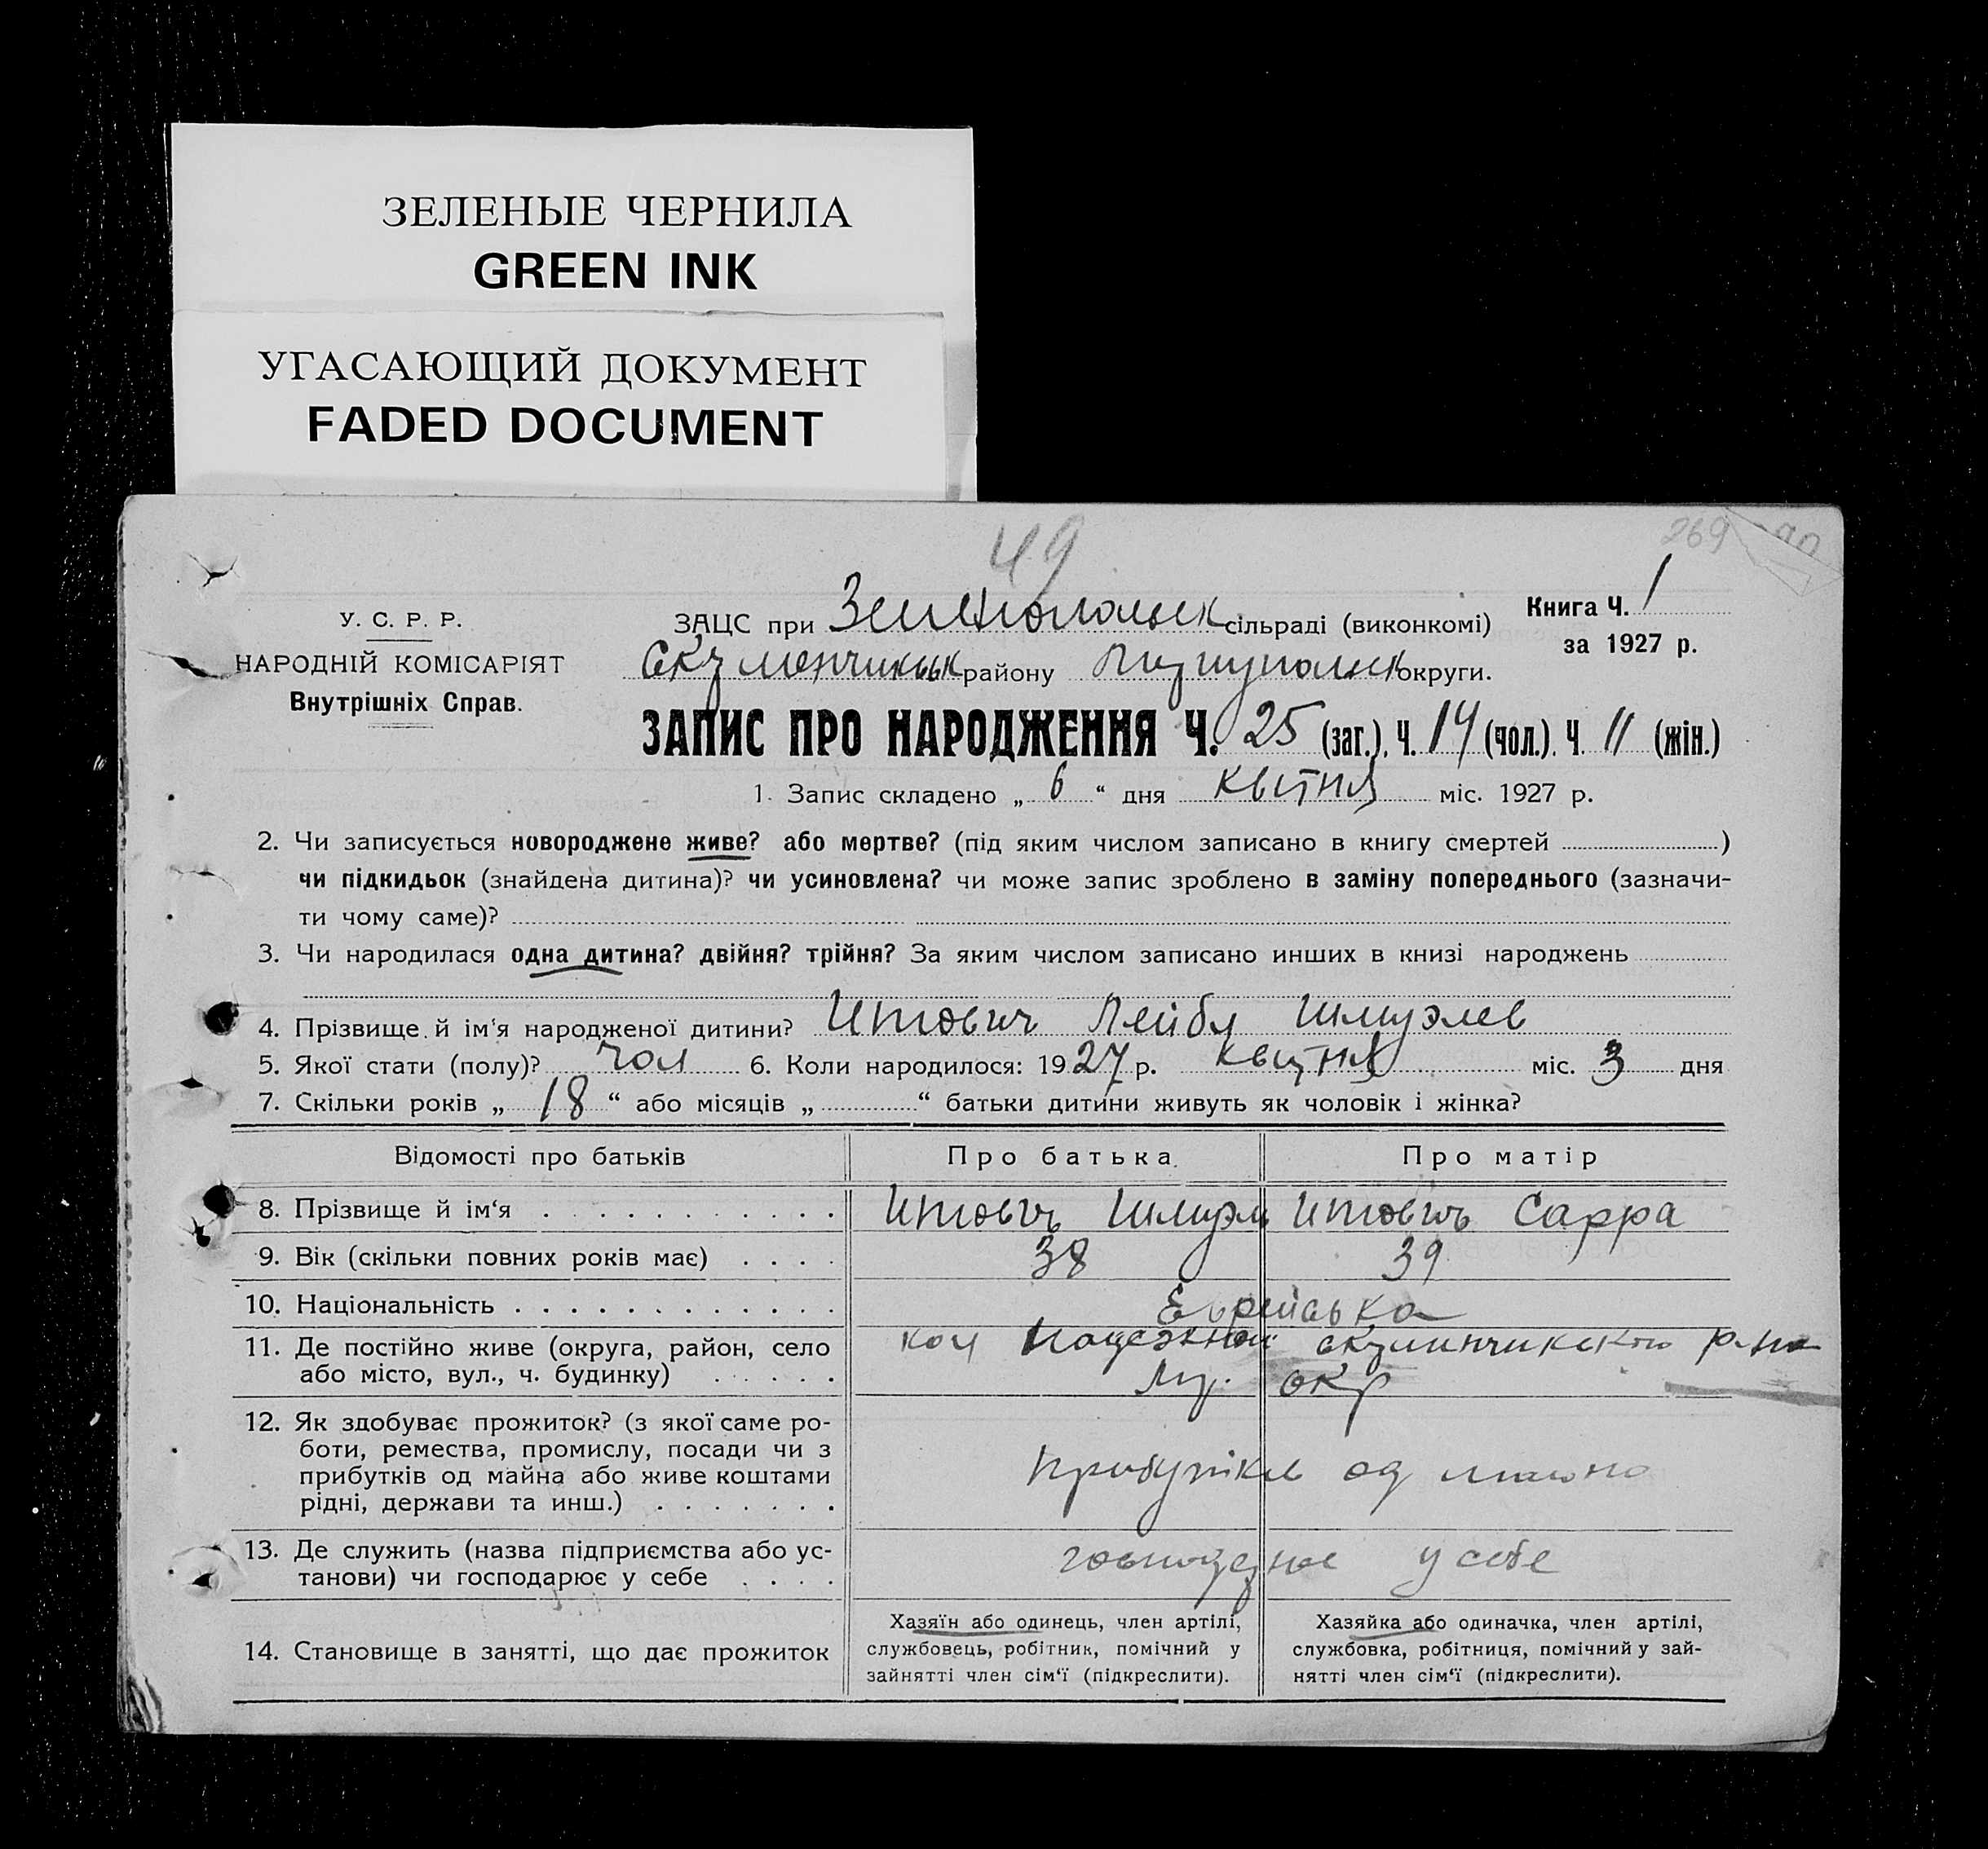 ЗЕЛЕНЫЕ ЧЕРНИЛА
GREEN INK
УГАСАЮЩИЙ ДОКУМЕНТ
FADED DOCUMENT
49
269
У. С. Р. Р.
НАРОДНІЙ КОМІСАРІЯТ
Внутрішніх Справ.
ЗАЦС при сільраді (виконкомі)
району округи.
Книга Ч. 1
за 1927 р.
ЗАПИС ПРО НАРОДЖЕННЯ Ч. 25 (заг.). Ч. 14 (чол.). Ч. 11 (жін.)
1. Запис складено „ 6 “ дня квітня міс. 1927 р.
2. Чи записується новороджене живе? або мертве? (під яким числом записано в книгу смертей )
чи підкидьок (знайдена дитина)? чи усиновлена? чи може запис зроблено в заміну попереднього (зазначи-
ти чому саме)?
3. Чи народилася одна дитина? двійня? трійня? За яким числом записано инших в книзі народжень
4. Прізвище й ім‘я народженої дитини? Итович Лейбу Шмуэлев
5. Якої стати (полу)? чол 6. Коли народилося: 1927 р. квітня міс. 3 дня
7. Скільки років „ 18 “ або місяців „ “ батьки дитини живуть як чоловік і жінка?
Відомості про батьків Про батька Про матір
8. Прізвище й ім‘я Итович Шмуэль Итович Сарра
9. Вік (скільки повних років має) 38 39
10. Національність Еврейська
11. Де постійно живе (округа, район, село
або місто, вул., ч. будинку) окр
12. Як здобуває прожиток? (з якої саме ро-
боти, ремества, промислу, посади чи з
прибутків од майна або живе коштами
рідні, держави та инш.) од
13. Де служить (назва підприємства або ус-
танови) чи господарює у себе у себе
14. Становище в занятті, що дає прожиток
Хазяїн або одинець, член артілі,
службовець, робітник, помічний у
зайнятті член сім‘ї (підкреслити).
Хазяйка або одиначка, член артілі,
службовка, робітниця, помічний у зай-
нятті член сім‘ї (підкреслити).